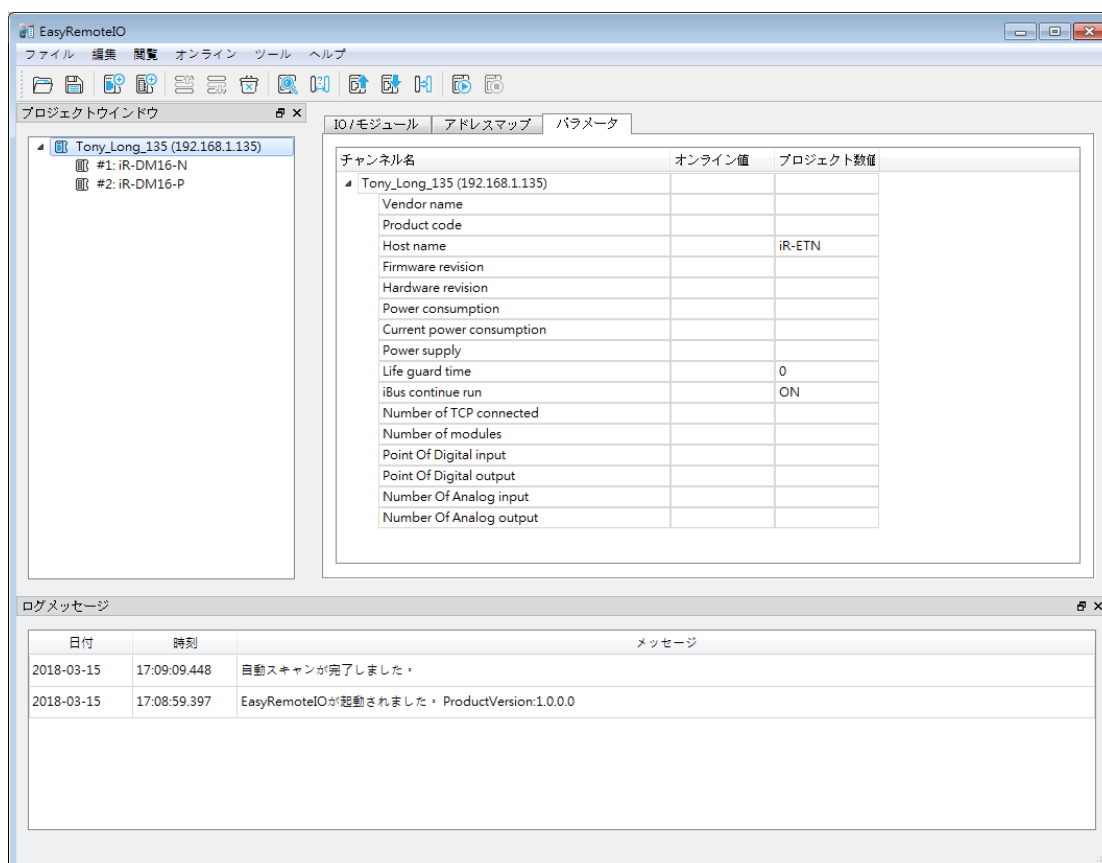 EasyRemoteIO
ファイル 編集 閲覧 オンライン ツール ヘルプ
プロジェクトウインドウ
Tony_Long_135 (192.168.1.135)
#1: iR-DM16-N
#2: iR-DM16-P
IO/モジュール アドレスマップ パラメータ
チャンネル名 オンライン値 プロジェクト数値
Tony_Long_135 (192.168.1.135)
Vendor name
Product code
Host name iR-ETN
Firmware revision
Hardware revision
Power consumption
Current power consumption
Power supply
Life guard time 0
iBus continue run ON
Number of TCP connected
Number of modules
Point Of Digital input
Point Of Digital output
Number Of Analog input
Number Of Analog output
ログメッセージ
日付 時刻 メッセージ
2018-03-15 17:09:09.448 自動スキャンが完了しました。
2018-03-15 17:08:59.397 EasyRemoteIOが起動されました。ProductVersion:1.0.0.0